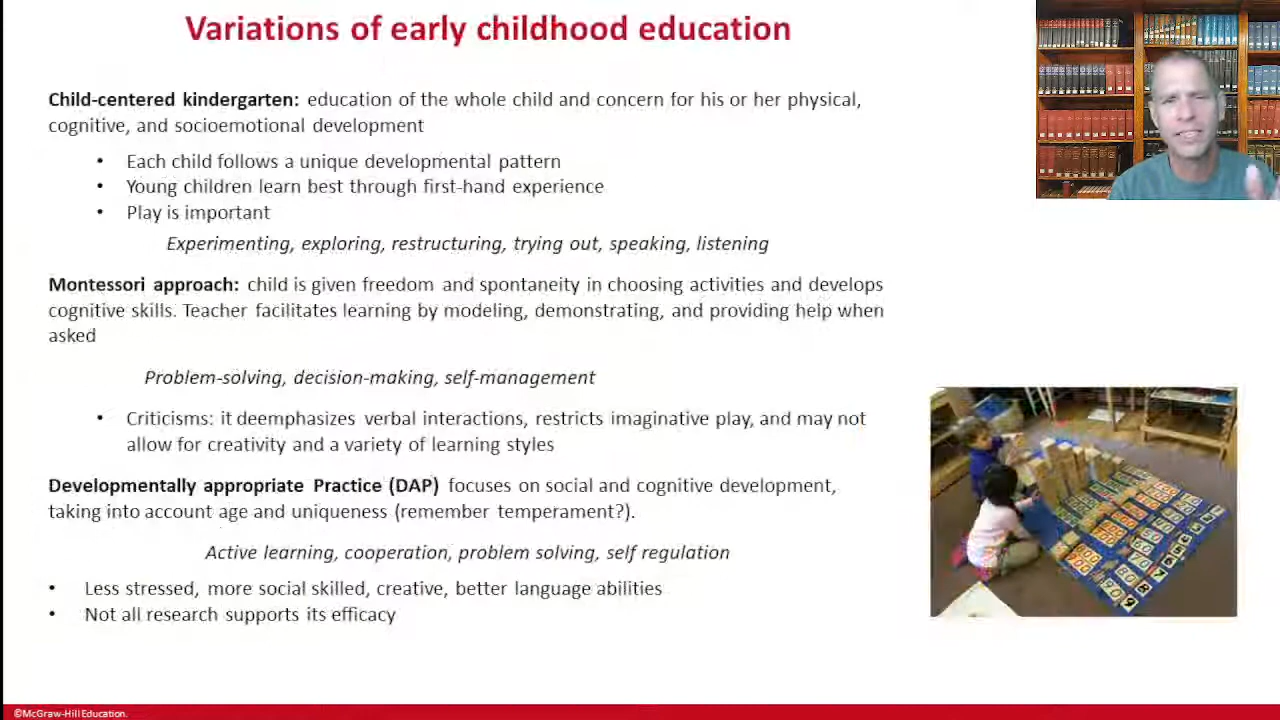 Variations of early childhood education
Child-centered kindergarten: education of the whole child and concern for his or her physical,
cognitive, and socioemotional development
• Each child follows a unique developmental pattern
• Young children learn best through first-hand experience
• Play is important
Experimenting, exploring, restructuring, trying out, speaking, listening
Montessori approach: child is given freedom and spontaneity in choosing activities and develops
cognitive skills. Teacher facilitates learning by modeling, demonstrating, and providing help when
asked
Problem-solving, decision-making, self-management
• Criticisms: it deemphasizes verbal interactions, restricts imaginative play, and may not
allow for creativity and a variety of learning styles
Developmentally appropriate Practice (DAP) focuses on social and cognitive development,
taking into account age and uniqueness (remember temperament?).
Active learning, cooperation, problem solving, self regulation
• Less stressed, more social skilled, creative, better language abilities
• Not all research supports its efficacy
©McGraw-Hill Education.